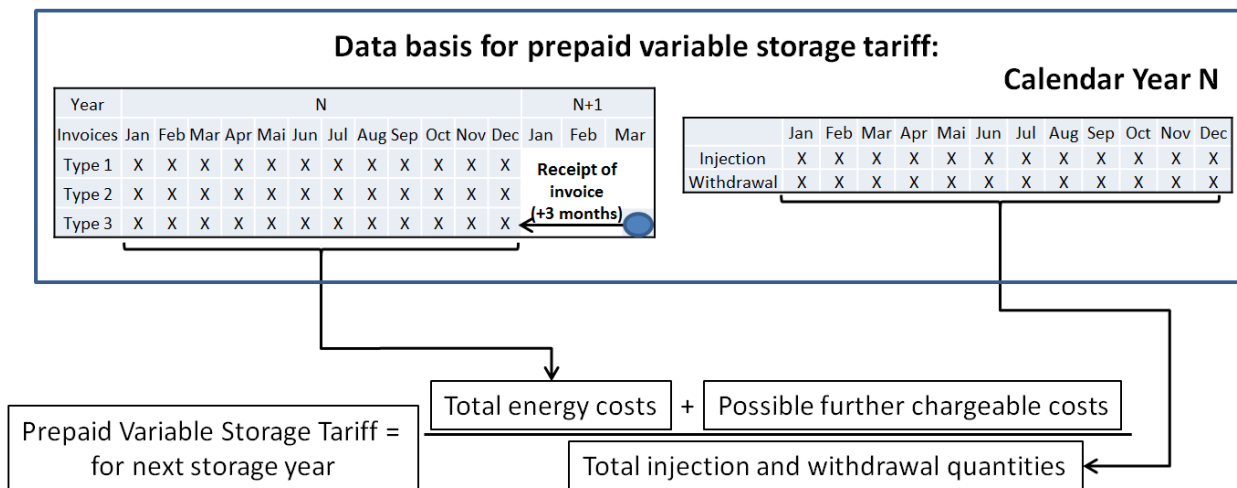 Data basis for prepaid variable storage tariff:
Calendar Year N
Year N N+1
Invoices Jan Feb Mar Apr Mai Jun Jul Aug Sep Oct Nov Dec Jan Feb Mar
Type 1 X X X X X X X X X X X X
Type 2 X X X X X X X X X X X X
Type 3 X X X X X X X X X X X X
Receipt of
invoice
(+3 months)
Jan Feb Mar Apr Mai Jun Jul Aug Sep Oct Nov Dec
Injection X X X X X X X X X X X X
Withdrawal X X X X X X X X X X X X
Prepaid Variable Storage Tariff =
for next storage year
Total energy costs + Possible further chargeable costs
Total injection and withdrawal quantities